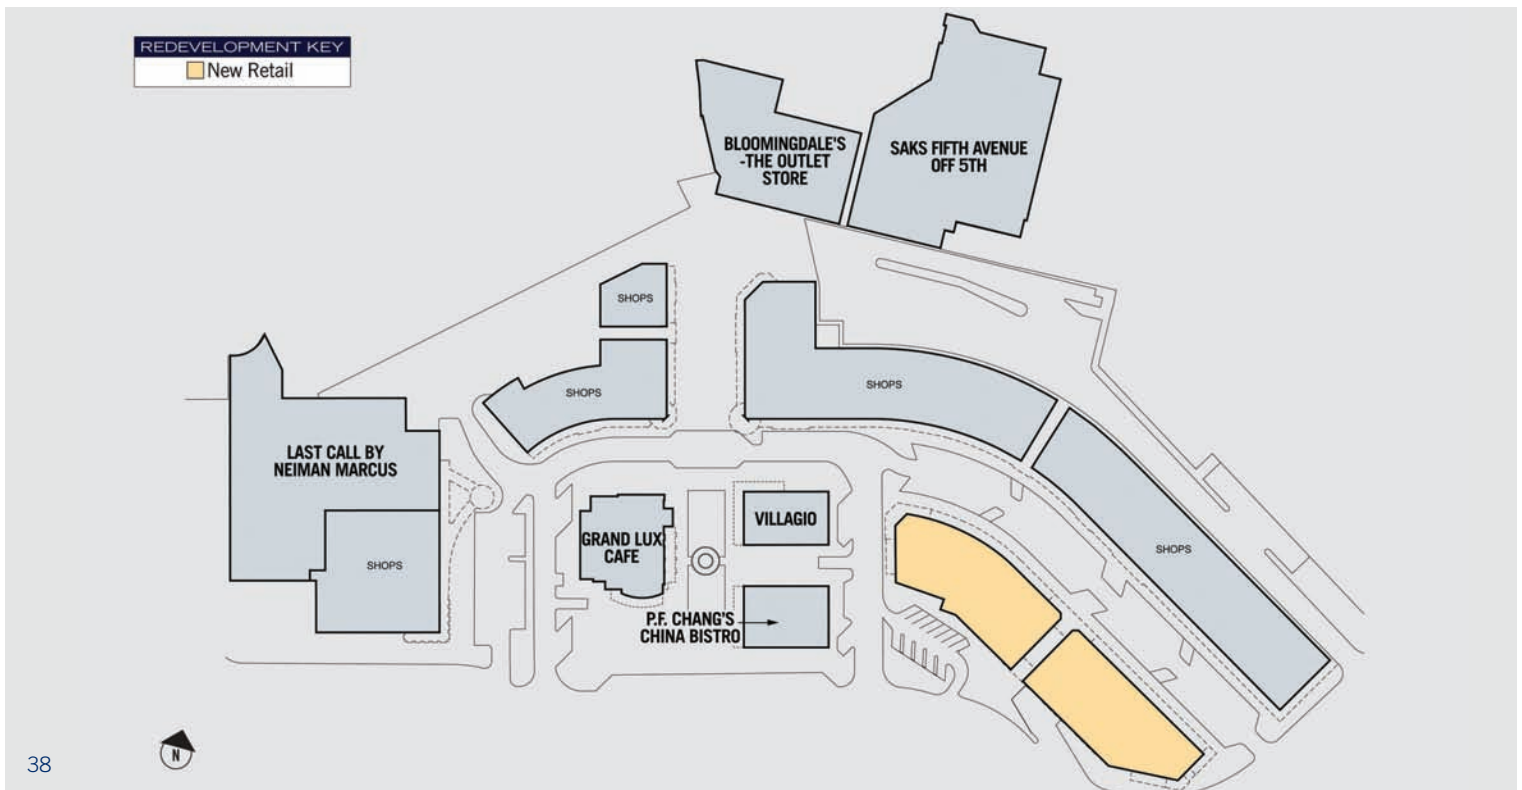 REDEVELOPMENT KEY
New Retail
BLOOMINGDALE'S
-THE OUTLET
STORE
SAKS FIFTH AVENUE
OFF 5TH
SHOPS
SHOPS
SHOPS
LAST CALL BY
NEIMAN MARCUS
SHOPS
GRAND LUX
CAFE
VILLAGIO
SHOPS
P.F. CHANG'S
CHINA BISTRO
N
38